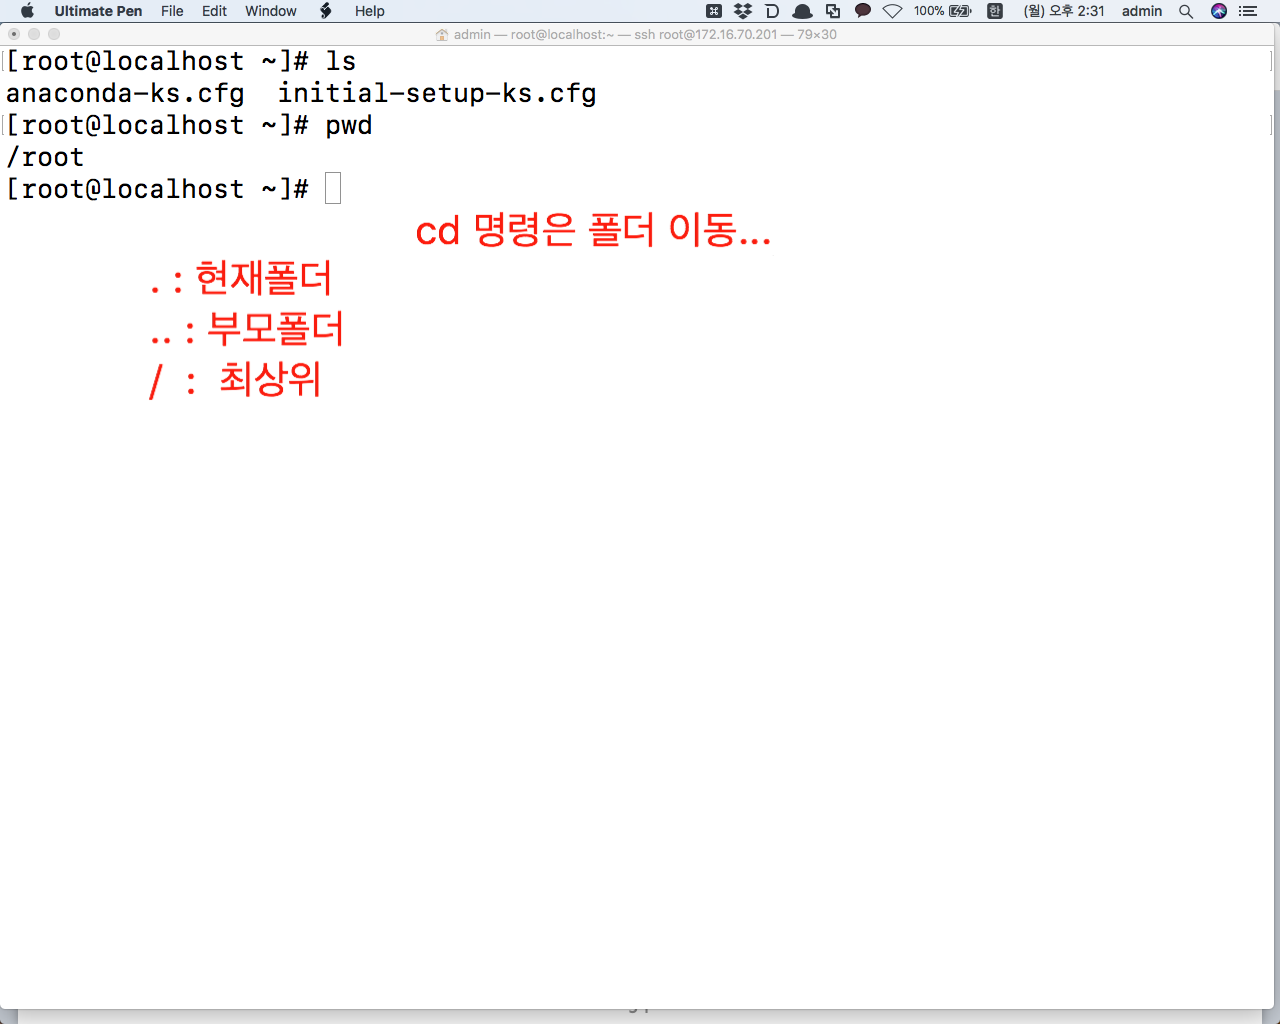 Ultimate Pen File Edit Window Help 100% 한 (월) 오후 2:31 admin
admin — root@localhost:~ — ssh root@172.16.70.201 — 79×30
[root@localhost ~]# ls
anaconda-ks.cfg  initial-setup-ks.cfg
[root@localhost ~]# pwd
/root
[root@localhost ~]#
cd 명령은 폴더 이동...
. : 현재폴더
.. : 부모폴더
/ : 최상위